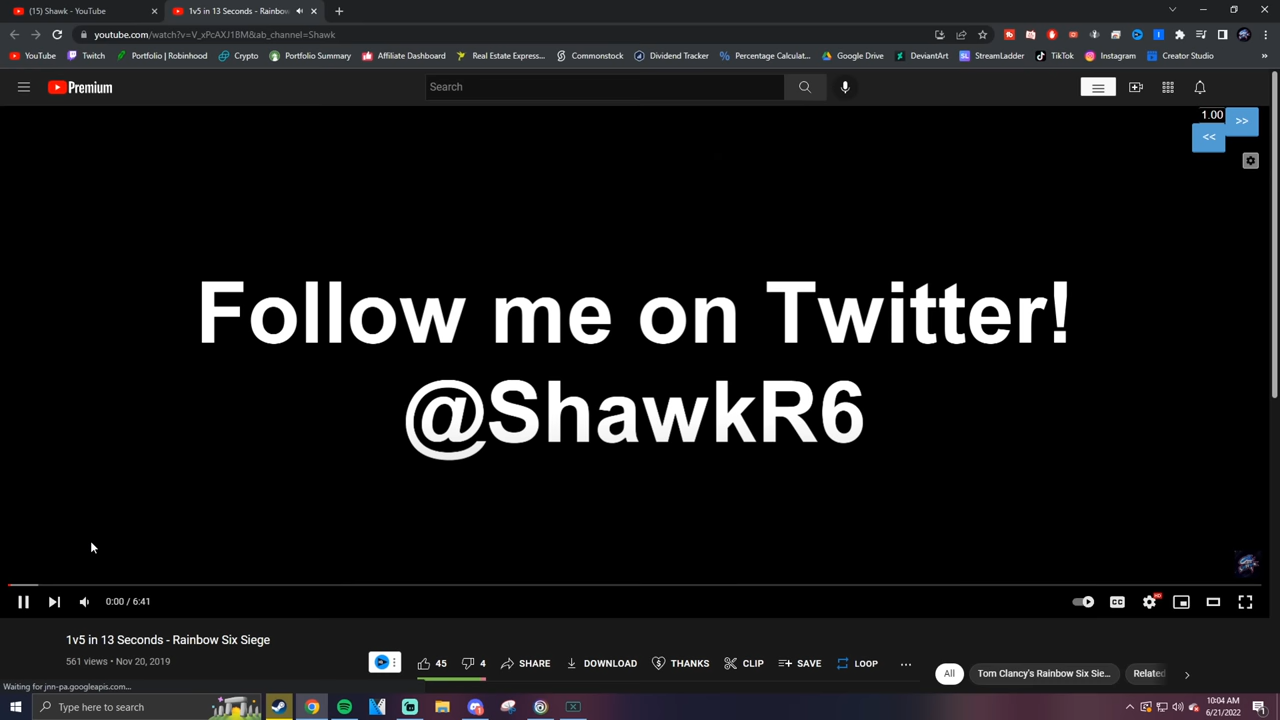 (15) Shawk - YouTube
1v5 in 13 Seconds - Rainbow
youtube.com/watch?v=V_xPcAXJ1BM&ab_channel=Shawk
YouTube
Twitch
Portfolio | Robinhood
Crypto
Portfolio Summary
Affiliate Dashboard
Real Estate Express...
Commonstock
Dividend Tracker
Percentage Calculat...
Google Drive
DeviantArt
StreamLadder
TikTok
Instagram
Creator Studio
»
Premium
Search
1.00
>>
<<
Follow me on Twitter!
@ShawkR6
0:00 / 6:41
CC
HD
1v5 in 13 Seconds - Rainbow Six Siege
561 views • Nov 20, 2019
45
4
SHARE
DOWNLOAD
THANKS
CLIP
SAVE
LOOP
...
All
Tom Clancy's Rainbow Six Sie...
Related
Waiting for jnn-pa.googleapis.com...
Type here to search
10:04 AM
6/21/2022